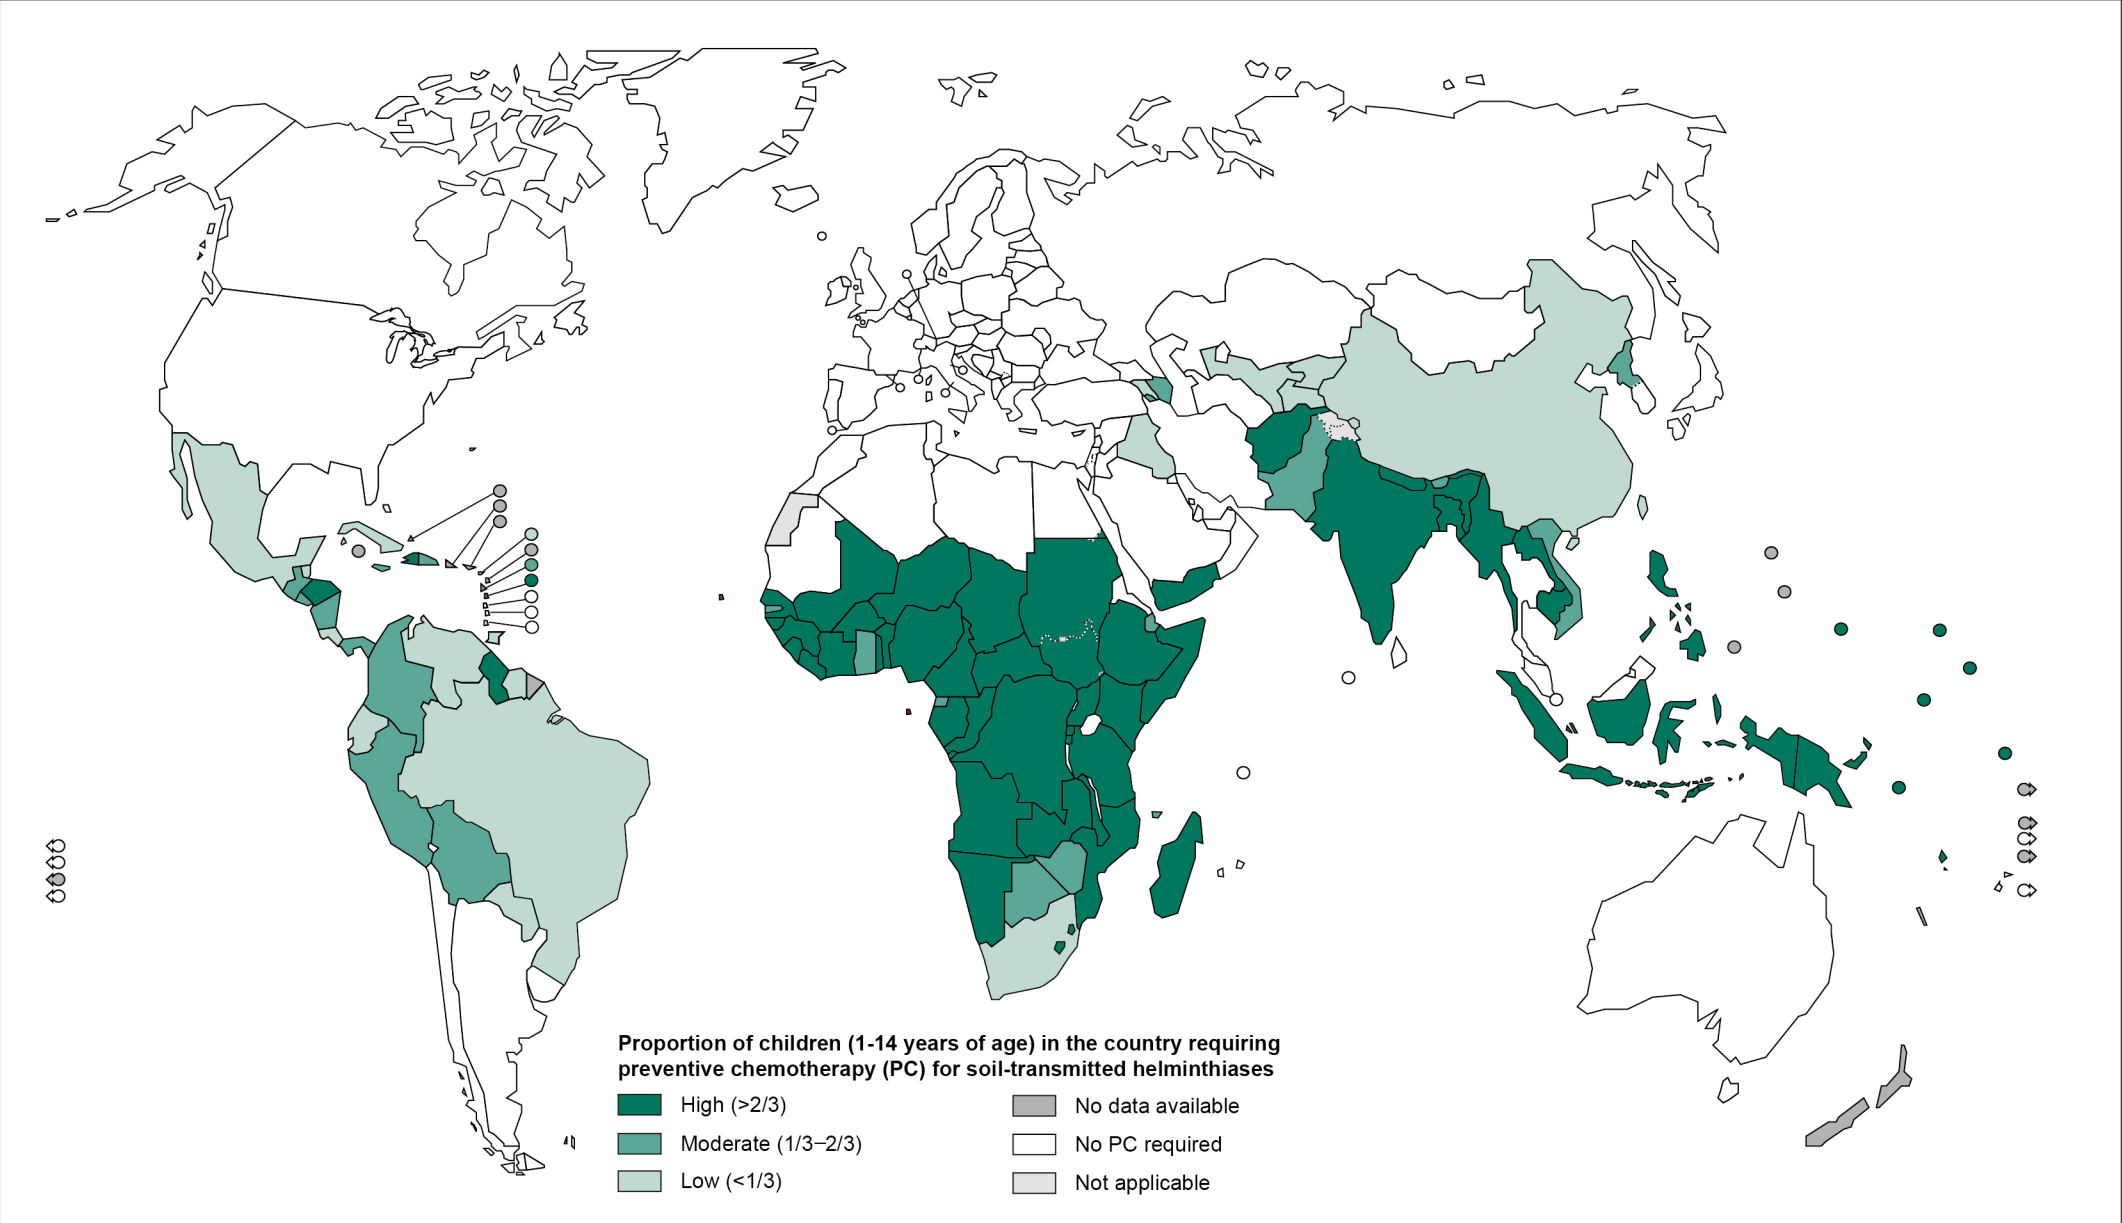 Proportion of children (1-14 years of age) in the country requiring
preventive chemotherapy (PC) for soil-transmitted helminthiases
High (>2/3)
Moderate (1/3–2/3)
Low (<1/3)
No data available
No PC required
Not applicable